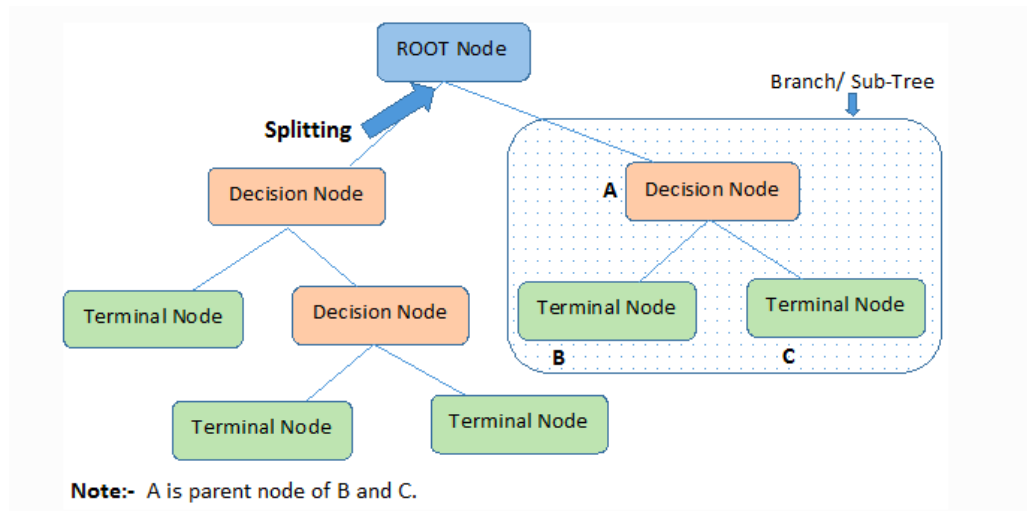 ROOT Node
Branch/ Sub-Tree
Splitting
Decision Node
A
Decision Node
Terminal Node
Decision Node
Terminal Node
Terminal Node
B
C
Terminal Node
Terminal Node
Note:- A is parent node of B and C.